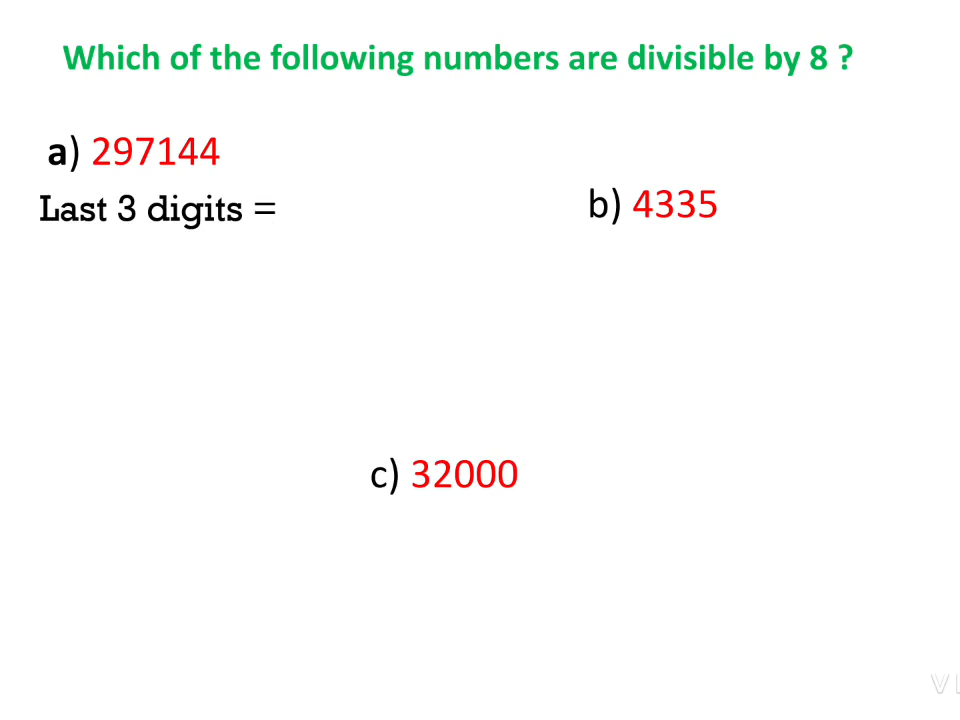 Which of the following numbers are divisible by 8 ?
a) 297144
Last 3 digits =
b) 4335
c) 32000